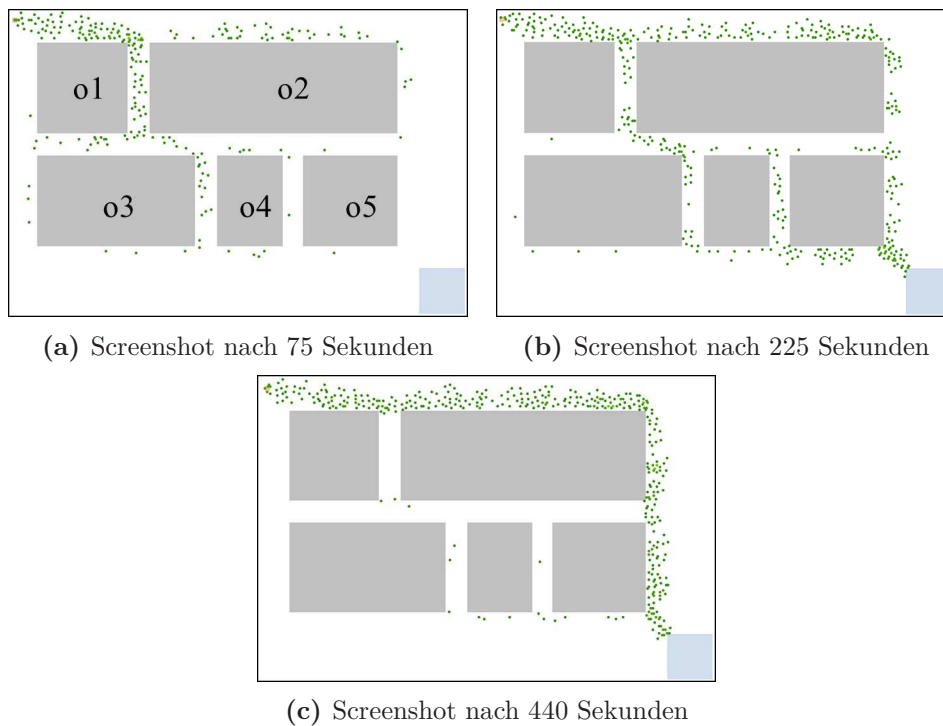 o1
o2
o3
o4
o5
(a) Screenshot nach 75 Sekunden
(b) Screenshot nach 225 Sekunden
(c) Screenshot nach 440 Sekunden